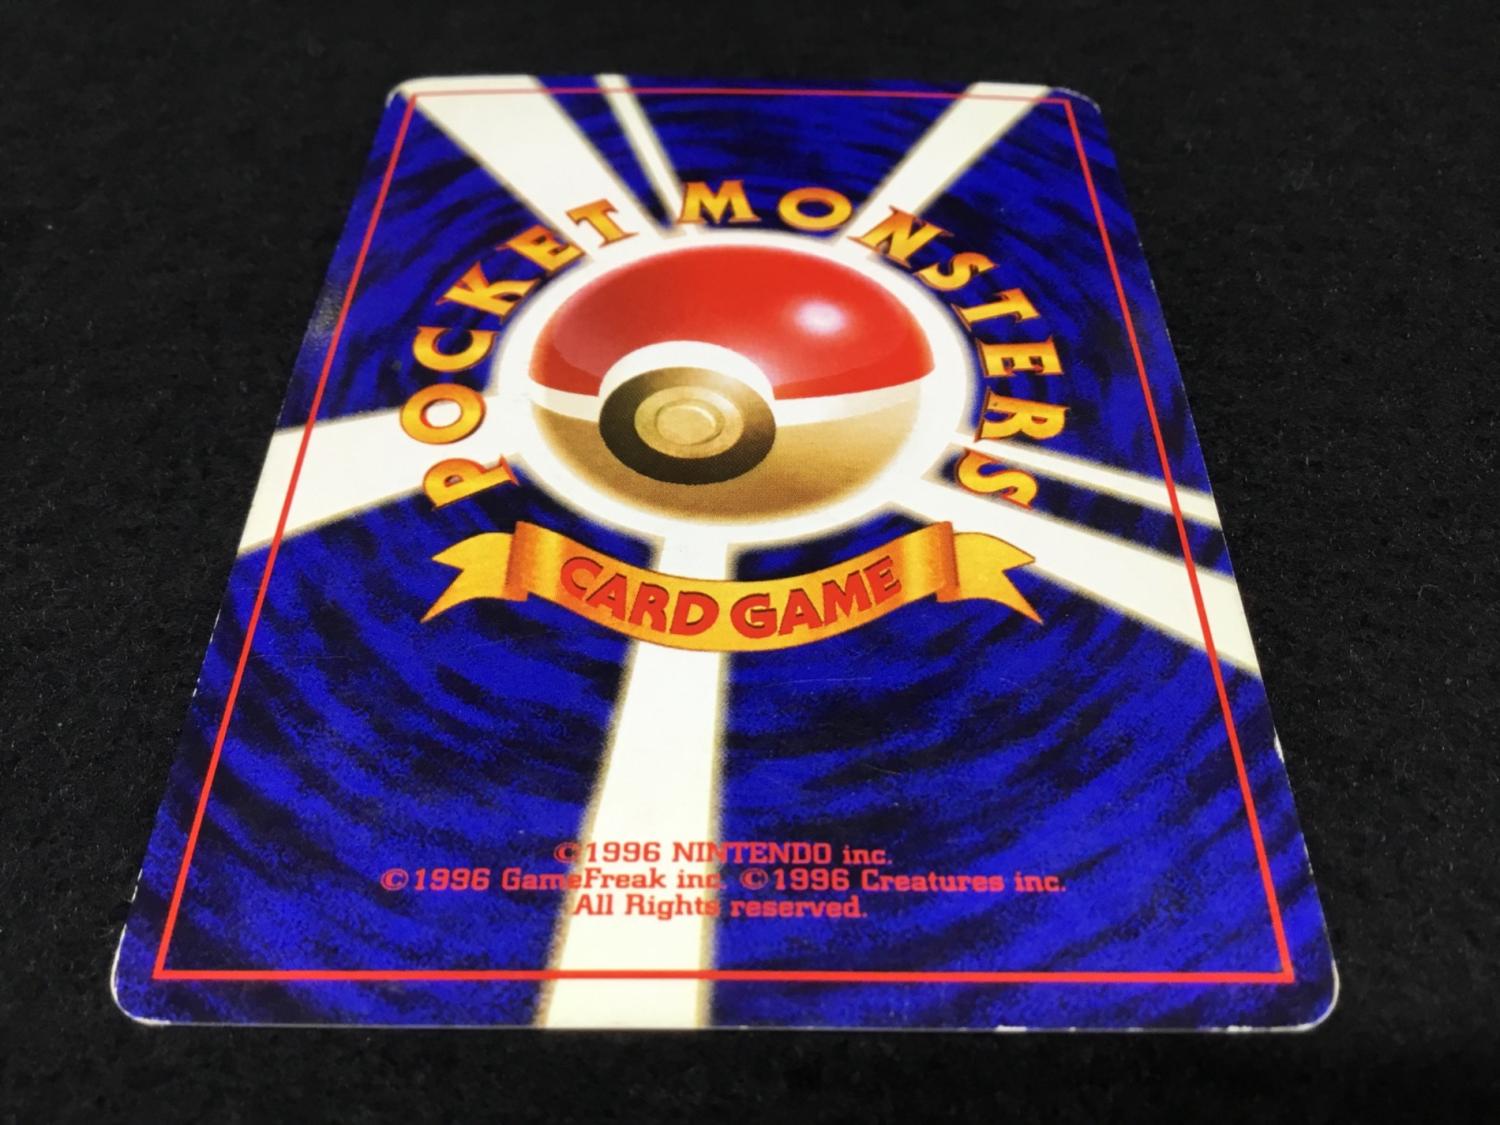 POCKET MONSTERS
CARD GAME
©1996 NINTENDO inc.
©1996 GameFreak inc. ©1996 Creatures inc.
All Rights reserved.